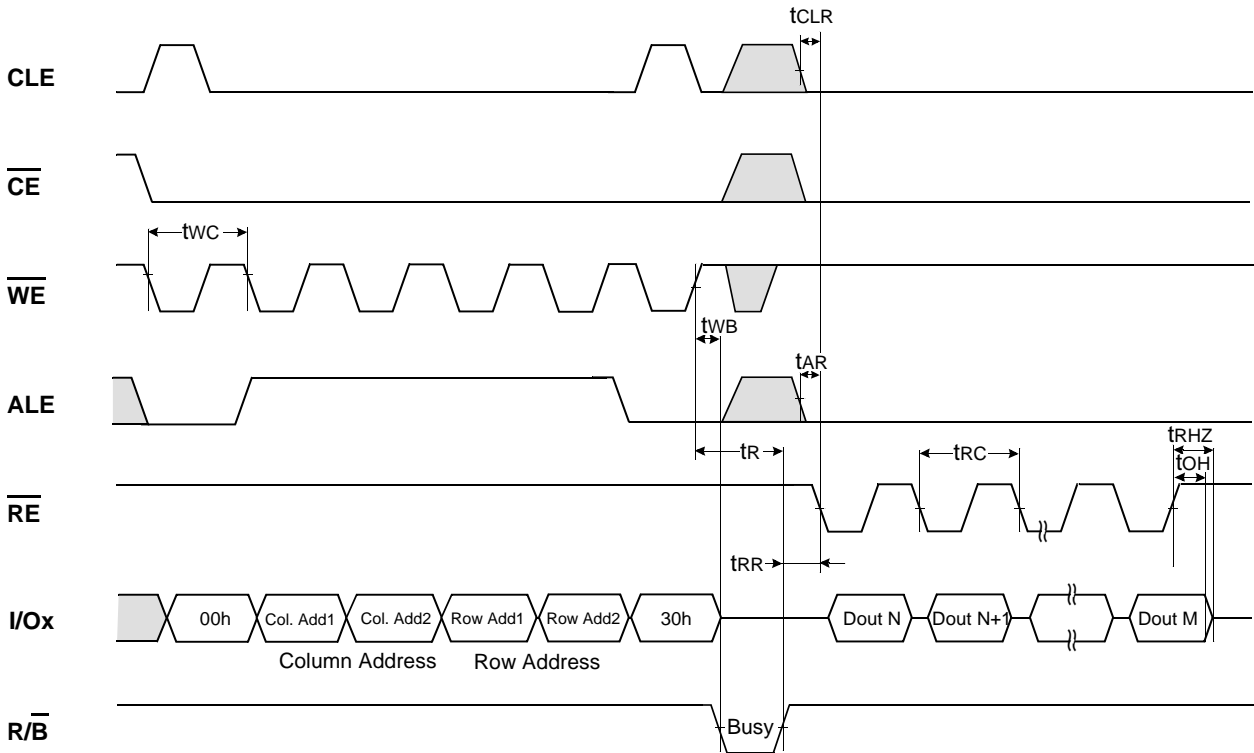 tCLR
CLE
CE
tWC
WE
tWB
tAR
ALE
tR
tRC
tRHZ
tOH
RE
tRR
I/Ox
00h
Col. Add1
Col. Add2
Row Add1
Row Add2
30h
Dout N
Dout N+1
Dout M
Column Address
Row Address
R/B
Busy